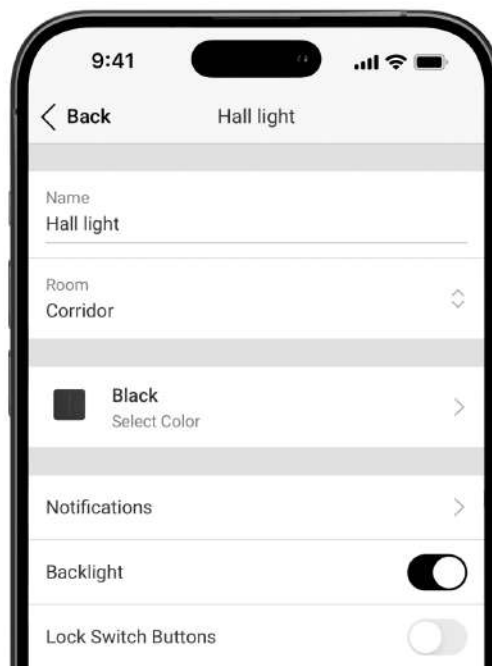 9:41
Back
Hall light
Name
Hall light
Room
Corridor
Black
Select Color
Notifications
Backlight
Lock Switch Buttons